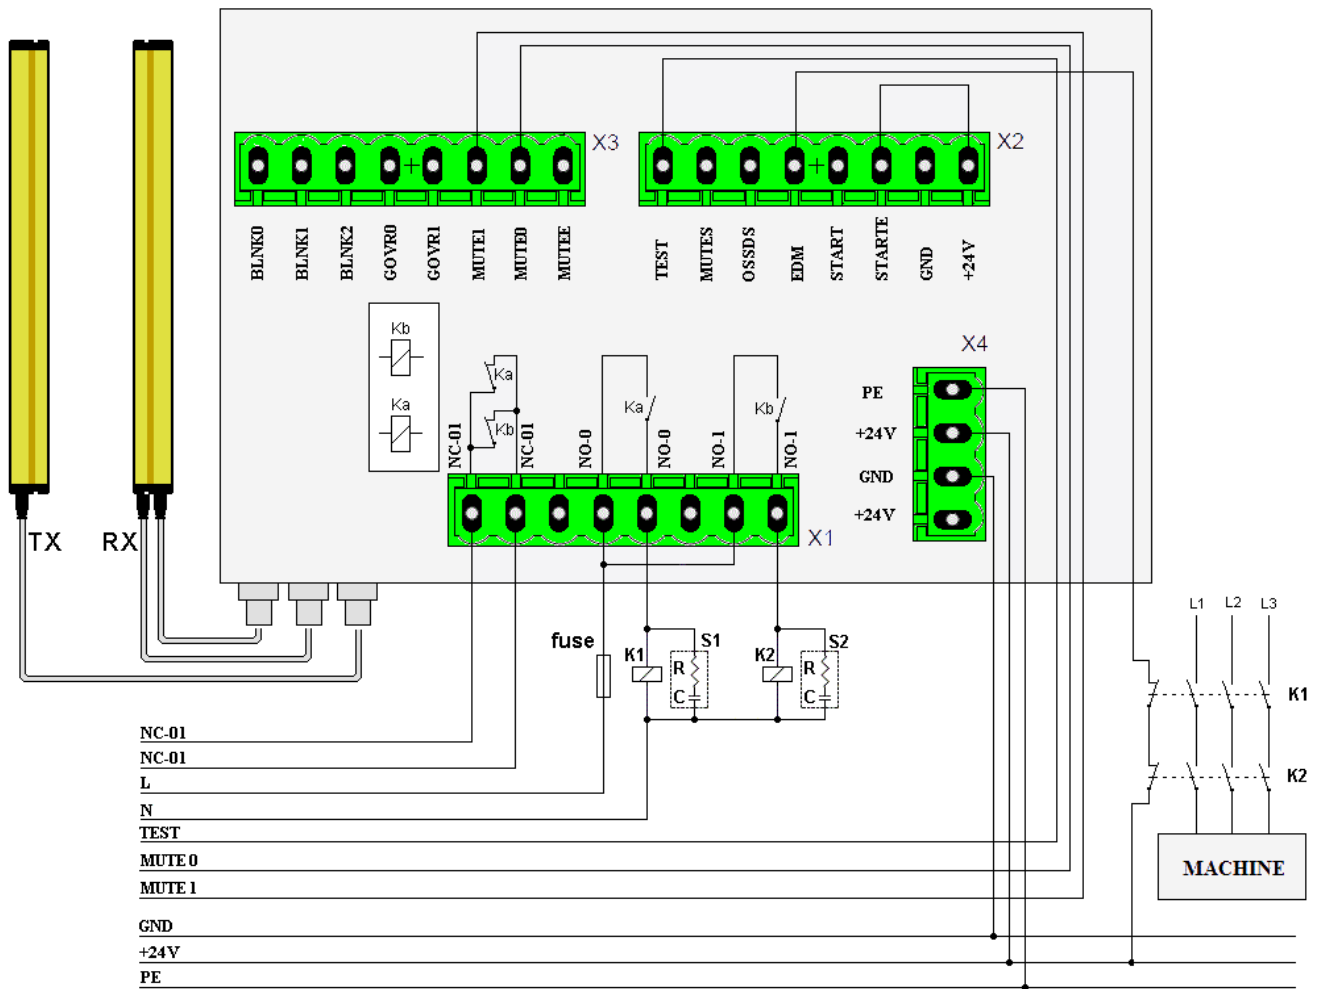 X3
X2
BLNK0
BLNK1
BLNK2
GOVR0
GOVR1
MUTE1
MUTE0
MUTEE
TEST
MUTES
OSSDS
EDM
START
STARTE
GND
+24V
Kb
Ka
Ka
Kb
Ka
Kb
NC-01
NC-01
NO-0
NO-0
NO-1
NO-1
X1
X4
PE
+24V
GND
+24V
TX
RX
fuse
K1
S1
R
C
K2
S2
R
C
L1
L2
L3
K1
K2
MACHINE
NC-01
NC-01
L
N
TEST
MUTE 0
MUTE 1
GND
+24V
PE